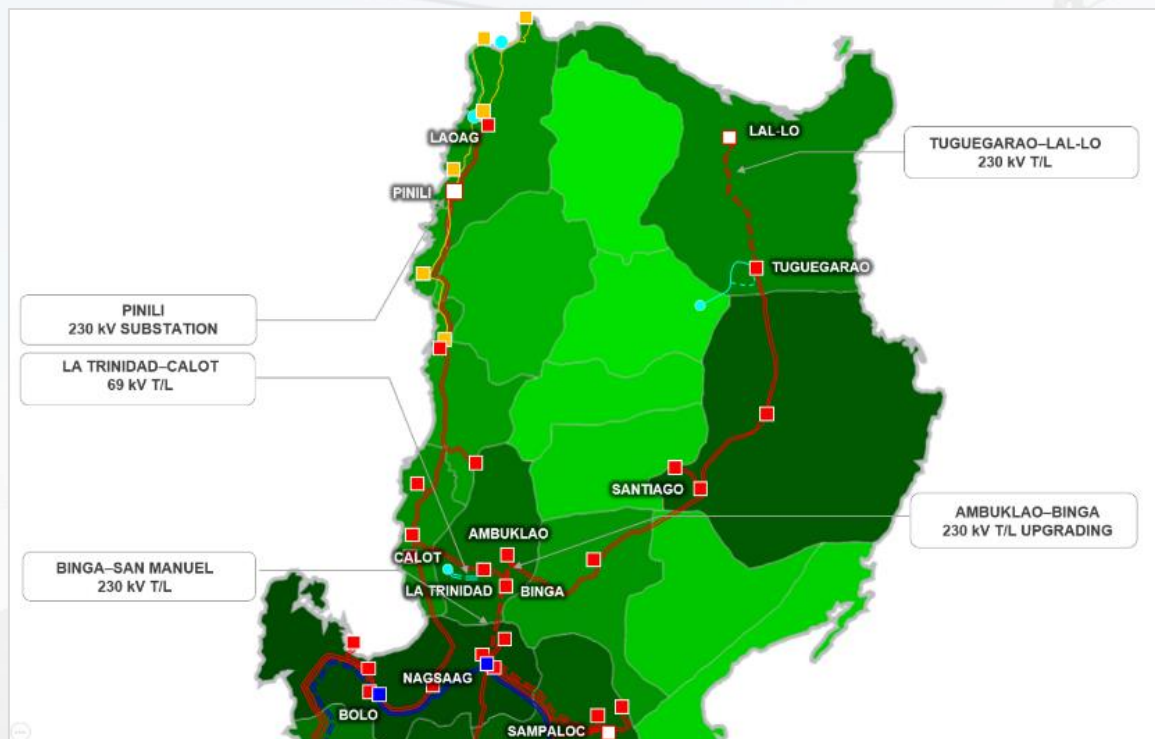 LAOAG
LAL-LO
TUGUEGARAO–LAL-LO
230 kV T/L
PINILI
TUGUEGARAO
PINILI
230 kV SUBSTATION
LA TRINIDAD–CALOT
69 kV T/L
SANTIAGO
AMBUKLAO–BINGA
230 kV T/L UPGRADING
AMBUKLAO
CALOT
BINGA–SAN MANUEL
230 kV T/L
LA TRINIDAD
BINGA
NAGSAAG
BOLO
SAMPALOC